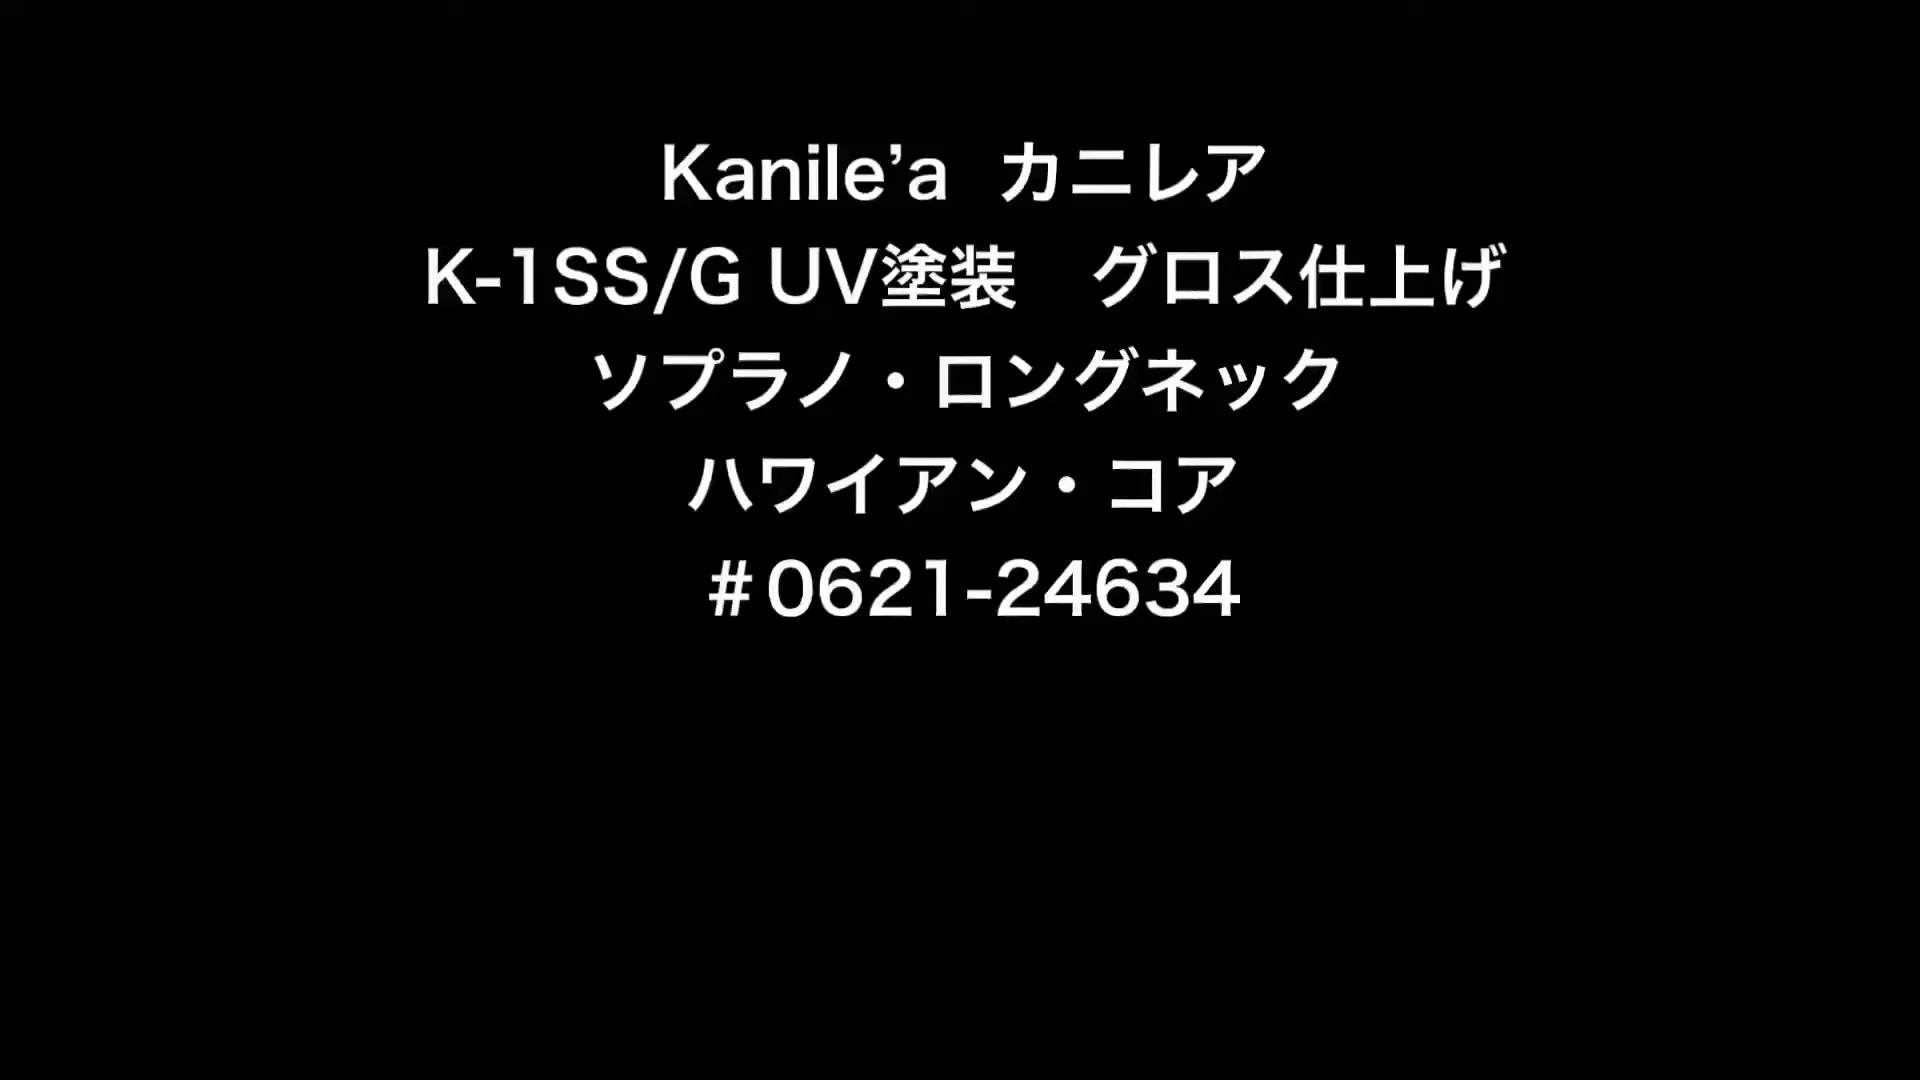 Kanile’a カニレア
K-1SS/G UV塗装　グロス仕上げ
ソプラノ・ロングネック
ハワイアン・コア
＃0621-24634